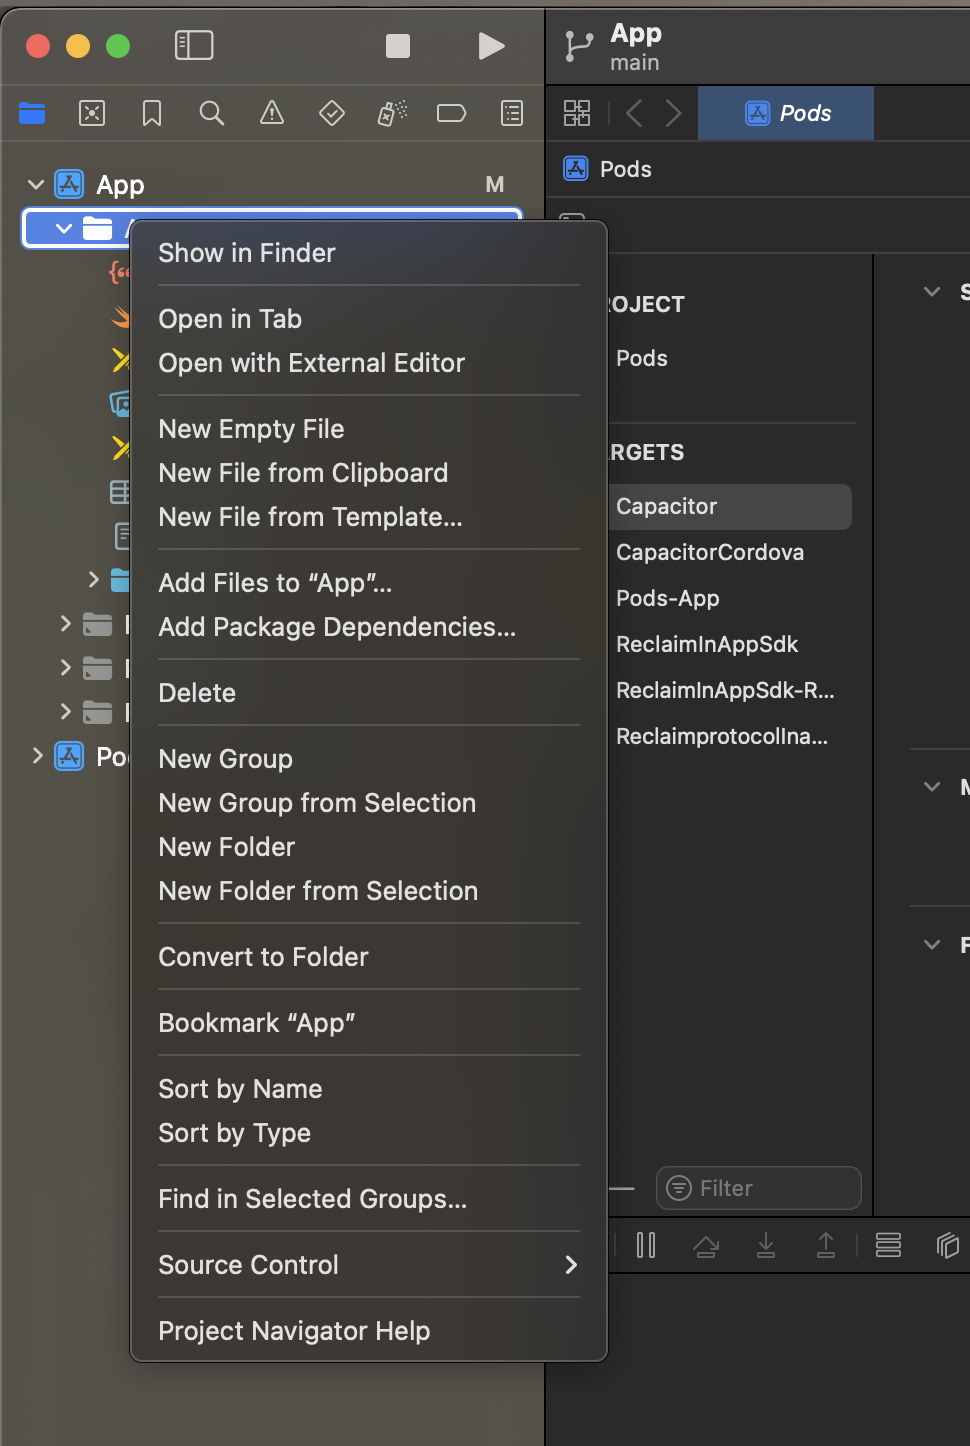 App
main
Pods
App
M
Pods
Show in Finder
Open in Tab
Open with External Editor
New Empty File
New File from Clipboard
New File from Template...
Add Files to “App”...
Add Package Dependencies...
Delete
New Group
New Group from Selection
New Folder
New Folder from Selection
Convert to Folder
Bookmark “App”
Sort by Name
Sort by Type
Find in Selected Groups...
Source Control
Project Navigator Help
ROJECT
Pods
RGETS
Capacitor
CapacitorCordova
Pods-App
ReclaimInAppSdk
ReclaimInAppSdk-R...
ReclaimprotocolIna...
Filter